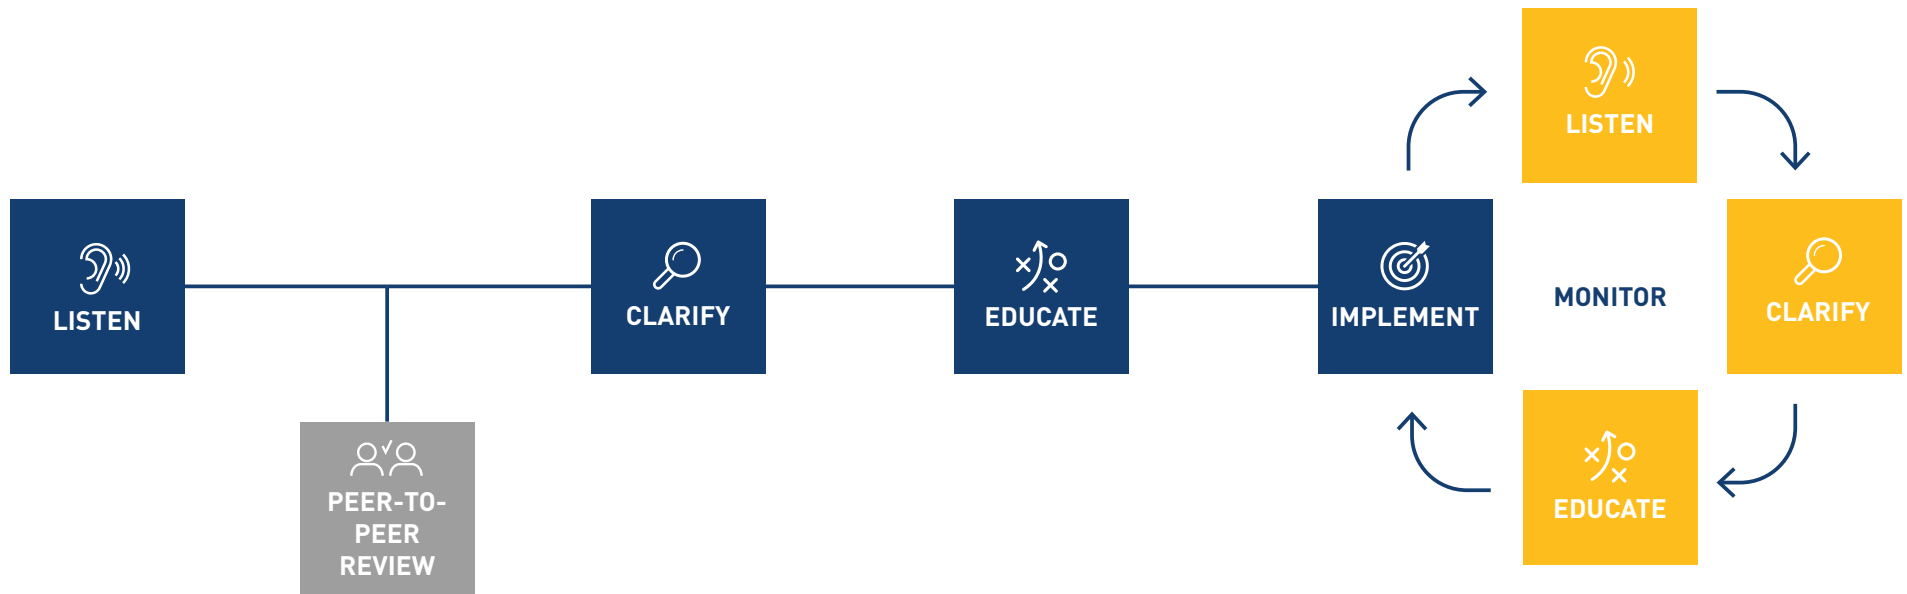 LISTEN
PEER-TO-
PEER
REVIEW
CLARIFY
EDUCATE
IMPLEMENT
MONITOR
LISTEN
CLARIFY
EDUCATE